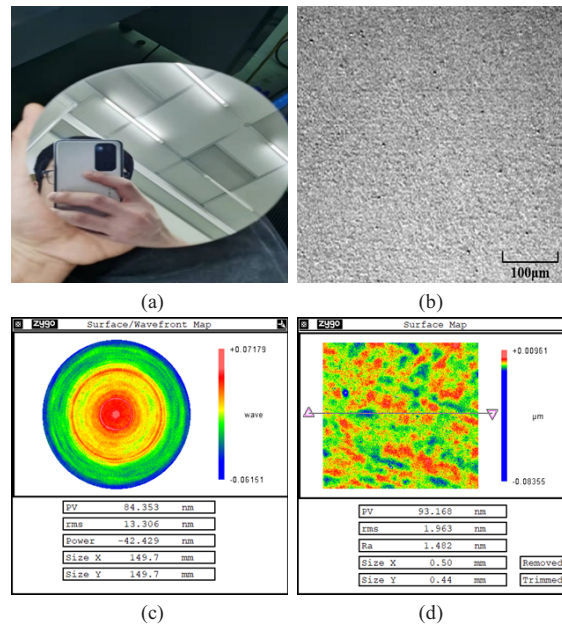 100μm
(a)
(b)
zygo Surface/Wavefront Map
+0.07179
wave
-0.06151
PV 84.353 nm
rms 13.306 nm
Power -42.429 nm
Size X 149.7 mm
Size Y 149.7 mm
zygo Surface Map
+0.00961
μm
-0.08355
PV 93.168 nm
rms 1.963 nm
Ra 1.482 nm
Size X 0.50 mm
Removed
Size Y 0.44 mm
Trimmed
(c)
(d)